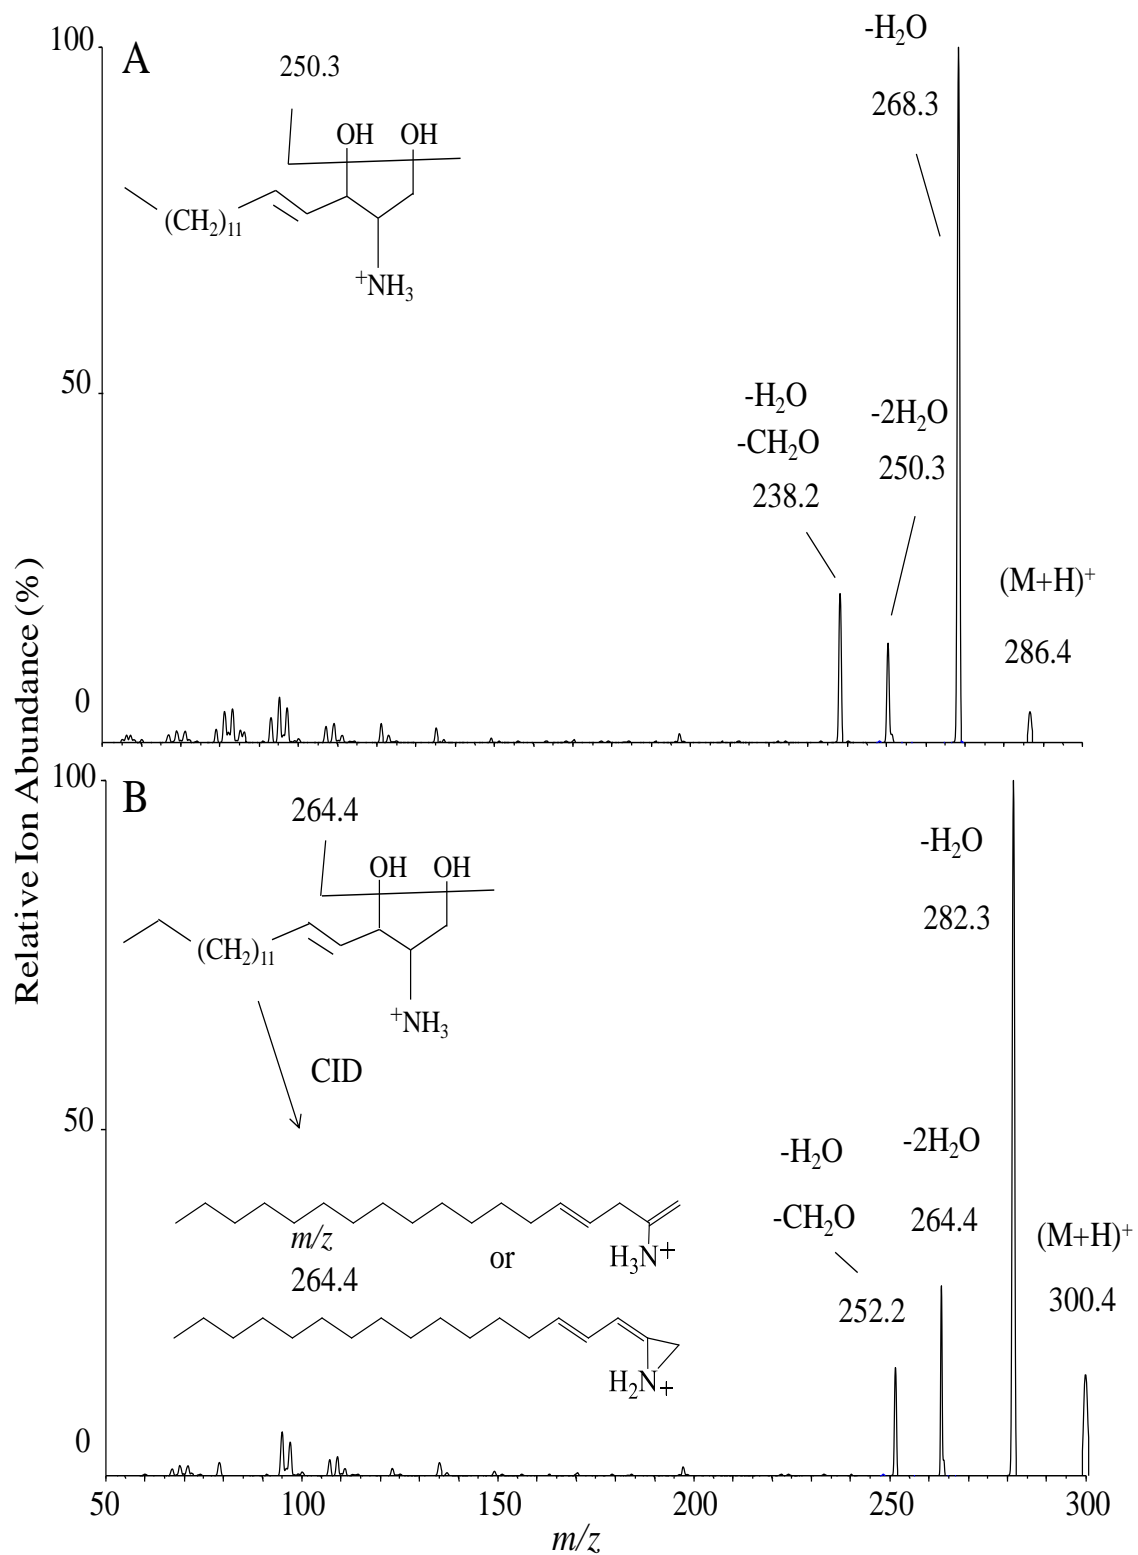 Relative Ion Abundance (%)
100
A
250.3
OH OH
(CH₂)₁₁
⁺NH₃
-H₂O
268.3
50
-H₂O
-CH₂O
238.2
-2H₂O
250.3
(M+H)⁺
286.4
0
100
B
264.4
OH OH
(CH₂)₁₁
⁺NH₃
CID
-H₂O
282.3
50
-H₂O
-CH₂O
252.2
-2H₂O
264.4
(M+H)⁺
300.4
m/z
264.4
or
H₃N+
H₂N+
0
50 100 150 200 250 300
m/z